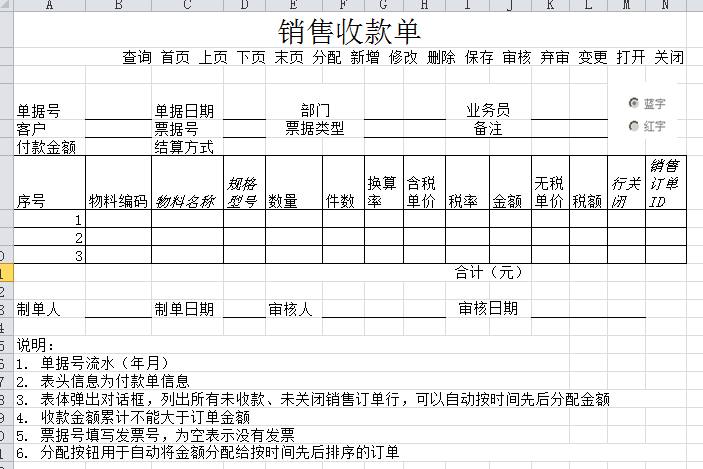 A B C D E F G H I J K L M N
销售收款单
查询 首页 上页 下页 末页 分配 新增 修改 删除 保存 审核 弃审 变更 打开 关闭
单据号 单据日期 部门 业务员 蓝字
客户 票据号 票据类型 备注 红字
付款金额 结算方式
序号 物料编码 物料名称 规格型号 数量 件数 换算率 含税单价 税率 金额 无税单价 税额 行关闭 销售订单ID
1
2
3
合计（元）
制单人 制单日期 审核人 审核日期
说明：
1. 单据号流水（年月）
2. 表头信息为付款单信息
3. 表体弹出对话框，列出所有未收款、未关闭销售订单行，可以自动按时间先后分配金额
4. 收款金额累计不能大于订单金额
5. 票据号填写发票号，为空表示没有发票
6. 分配按钮用于自动将金额分配给按时间先后排序的订单